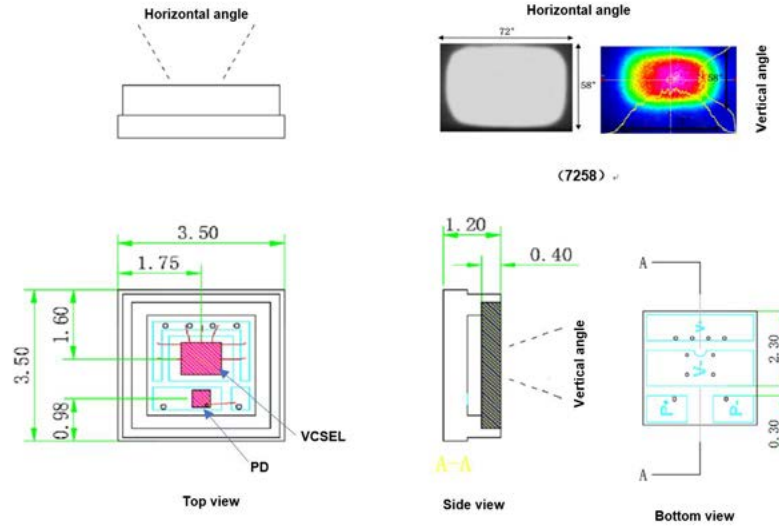 Horizontal angle
Horizontal angle
72°
58°
58°
Vertical angle
(7258)
3.50
1.75
1.20
0.40
3.50
1.60
0.98
VCSEL
PD
Vertical angle
A-A
A
A
V-
2.30
P+
P-
0.30
Top view
Side view
Bottom view